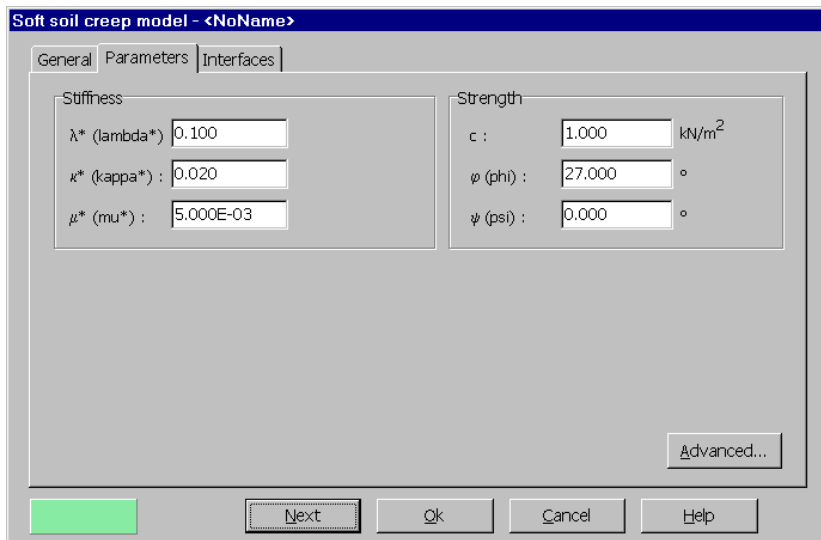 Soft soil creep model - <NoName>
General Parameters Interfaces
Stiffness
λ* (lambda*) 0.100
κ* (kappa*) : 0.020
μ* (mu*) : 5.000E-03
Strength
c : 1.000 kN/m²
φ (phi) : 27.000 °
ψ (psi) : 0.000 °
Advanced...
Next Ok Cancel Help